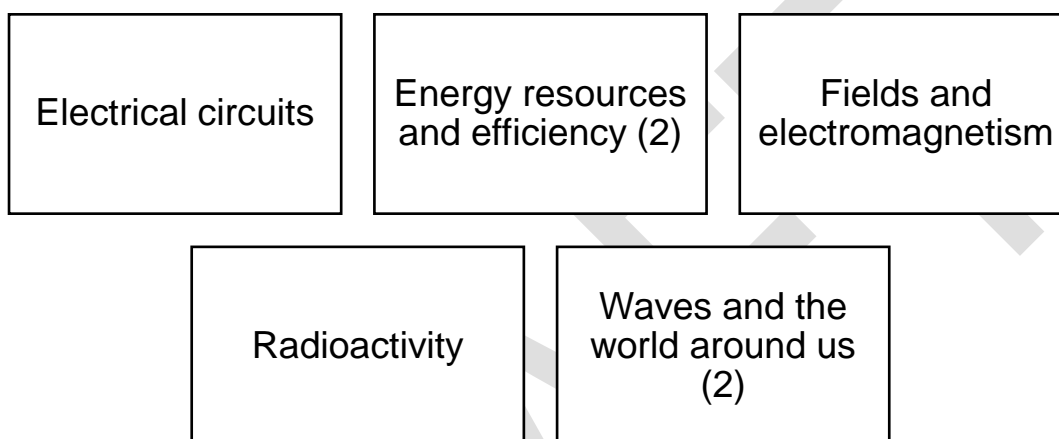 Electrical circuits
Energy resources
and efficiency (2)
Fields and
electromagnetism
Radioactivity
Waves and the
world around us
(2)